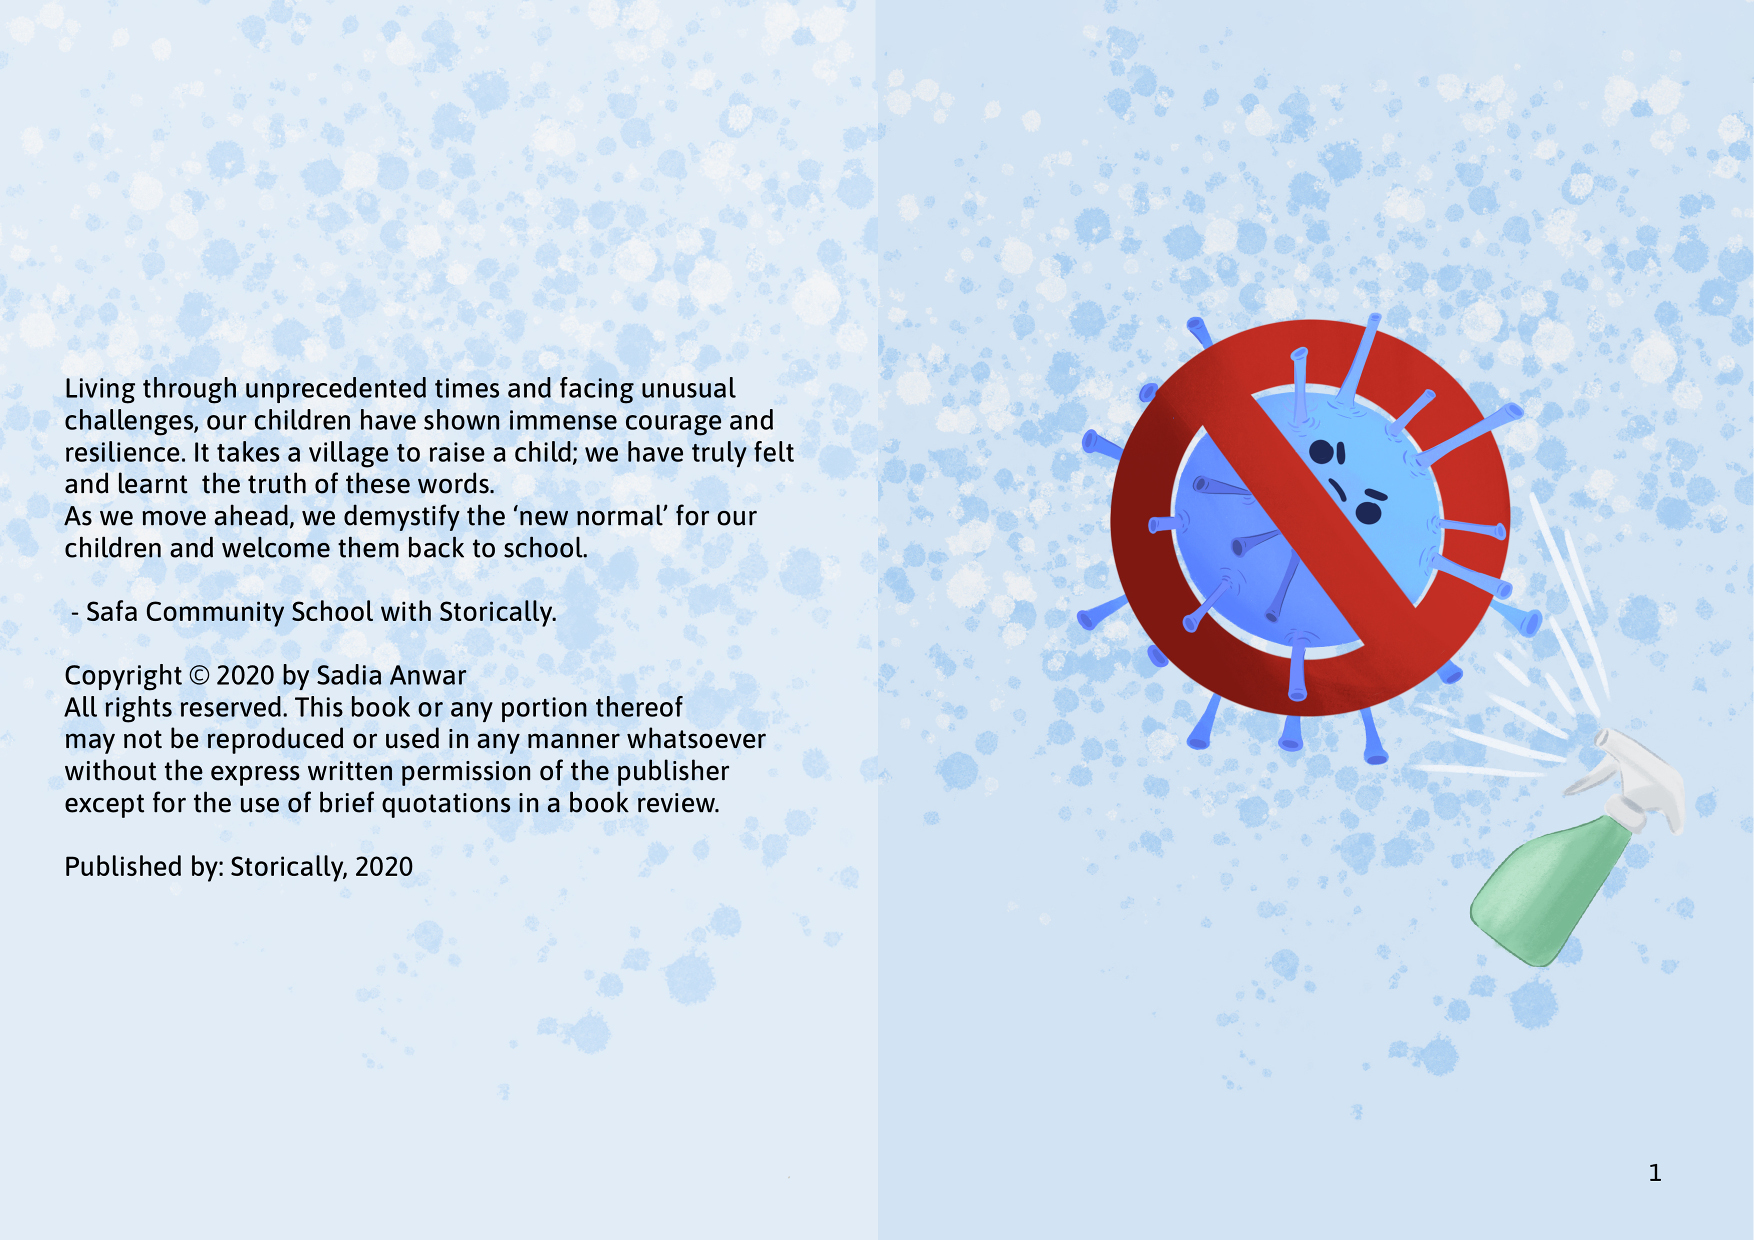 Living through unprecedented times and facing unusual
challenges, our children have shown immense courage and
resilience. It takes a village to raise a child; we have truly felt
and learnt  the truth of these words.
As we move ahead, we demystify the ‘new normal’ for our
children and welcome them back to school.
- Safa Community School with Storically.
Copyright © 2020 by Sadia Anwar
All rights reserved. This book or any portion thereof
may not be reproduced or used in any manner whatsoever
without the express written permission of the publisher
except for the use of brief quotations in a book review.
Published by: Storically, 2020
1